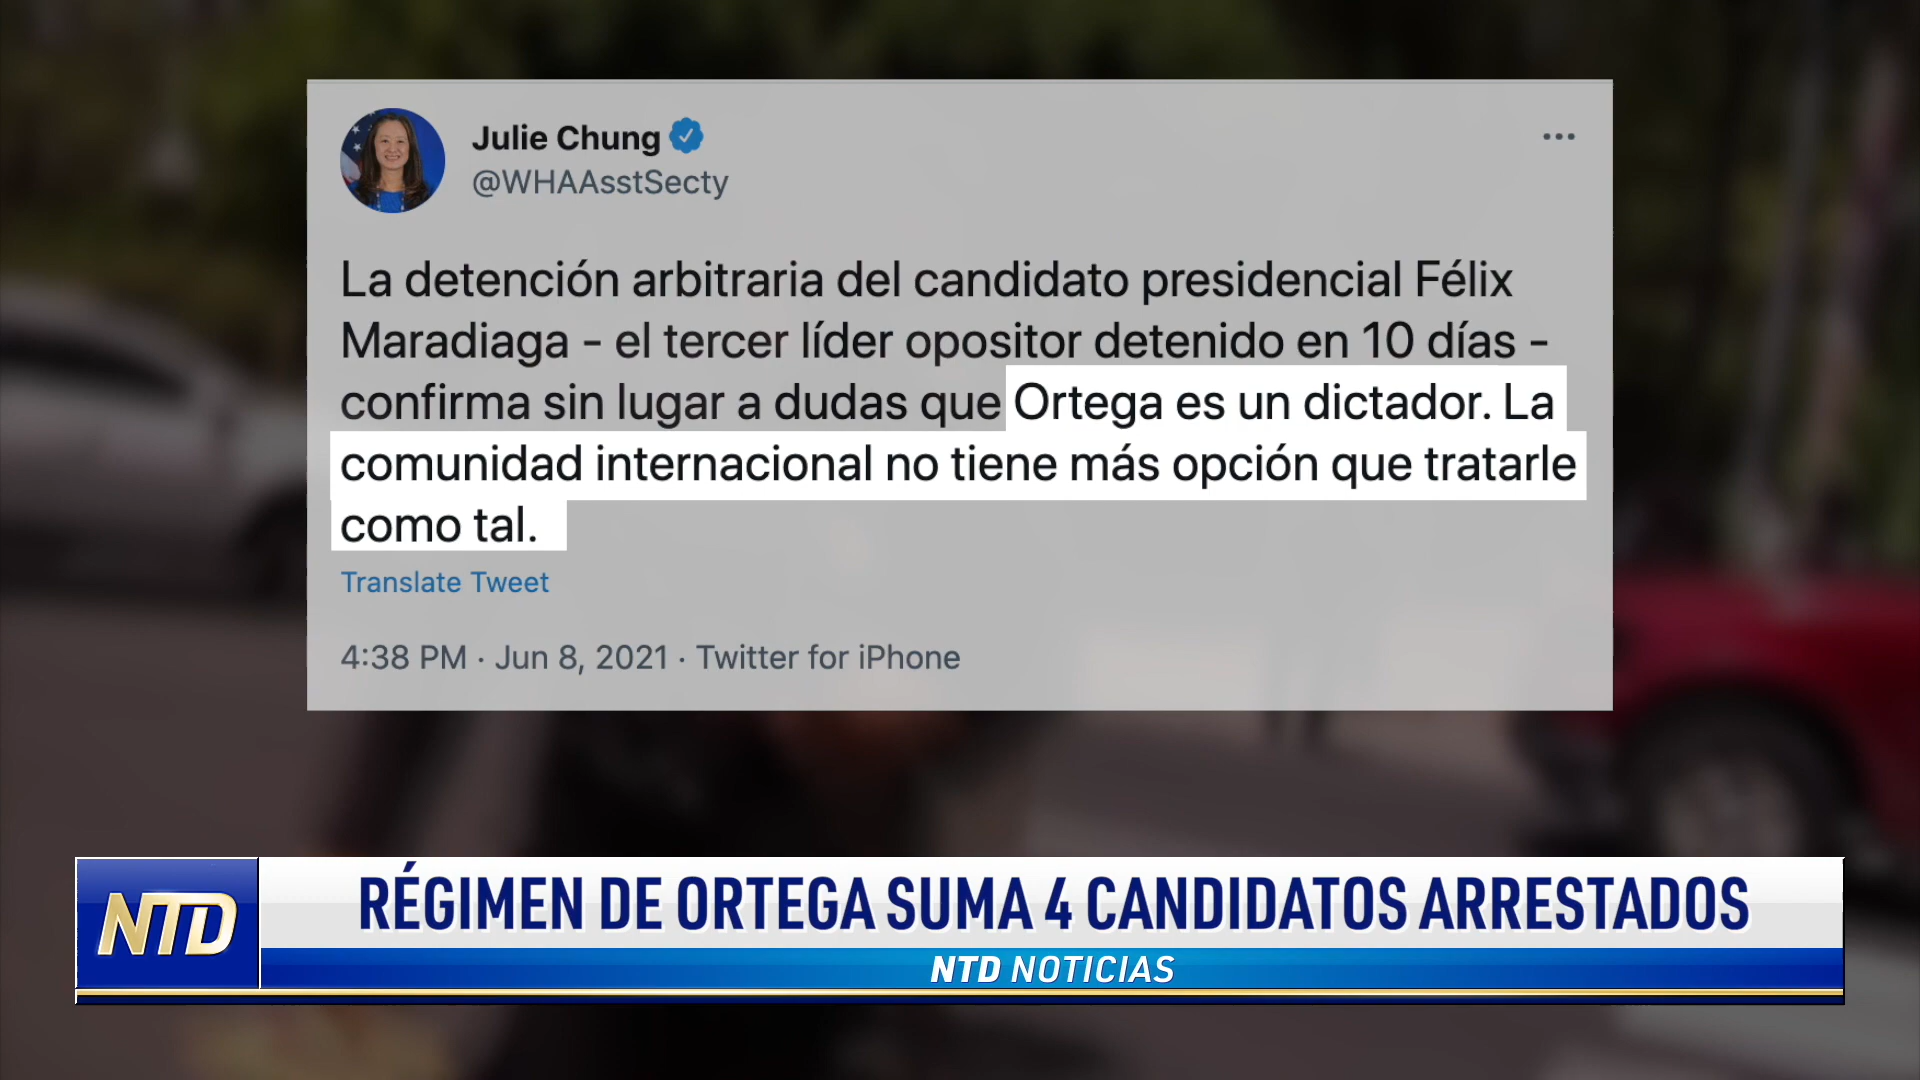 Julie Chung
@WHAAsstSecty
La detención arbitraria del candidato presidencial Félix
Maradiaga - el tercer líder opositor detenido en 10 días -
confirma sin lugar a dudas que Ortega es un dictador. La
comunidad internacional no tiene más opción que tratarle
como tal.
Translate Tweet
4:38 PM · Jun 8, 2021 · Twitter for iPhone
NTD
RÉGIMEN DE ORTEGA SUMA 4 CANDIDATOS ARRESTADOS
NTD NOTICIAS